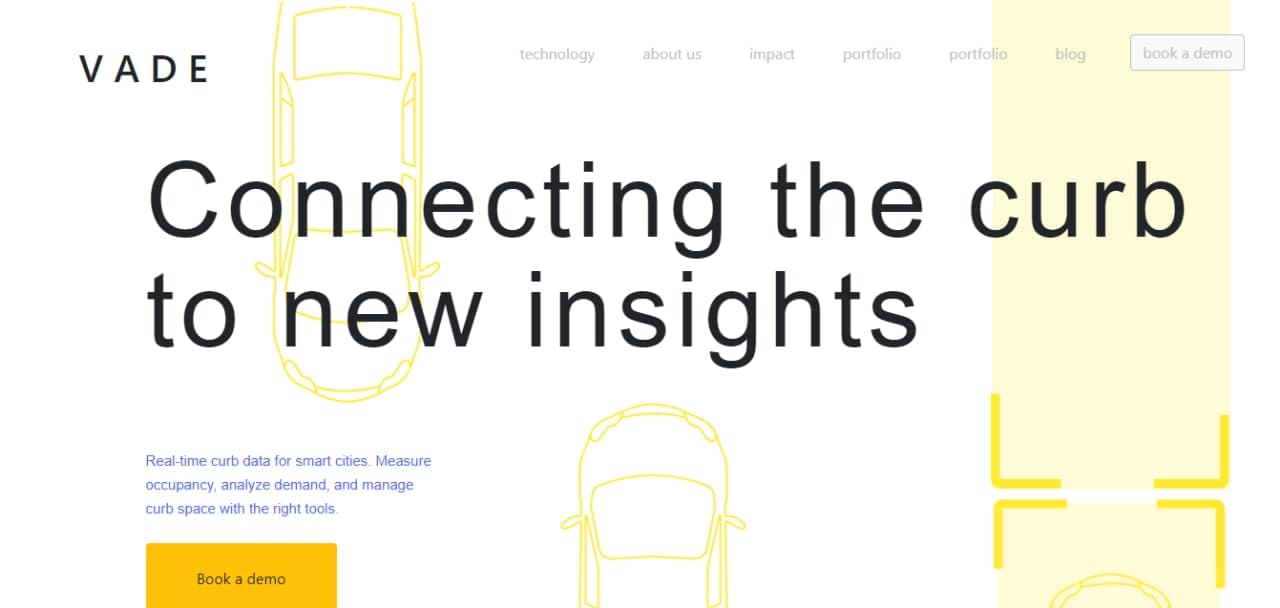 VADE
technology
about us
impact
portfolio
portfolio
blog
book a demo
Connecting the curb
to new insights
Real-time curb data for smart cities. Measure
occupancy, analyze demand, and manage
curb space with the right tools.
Book a demo